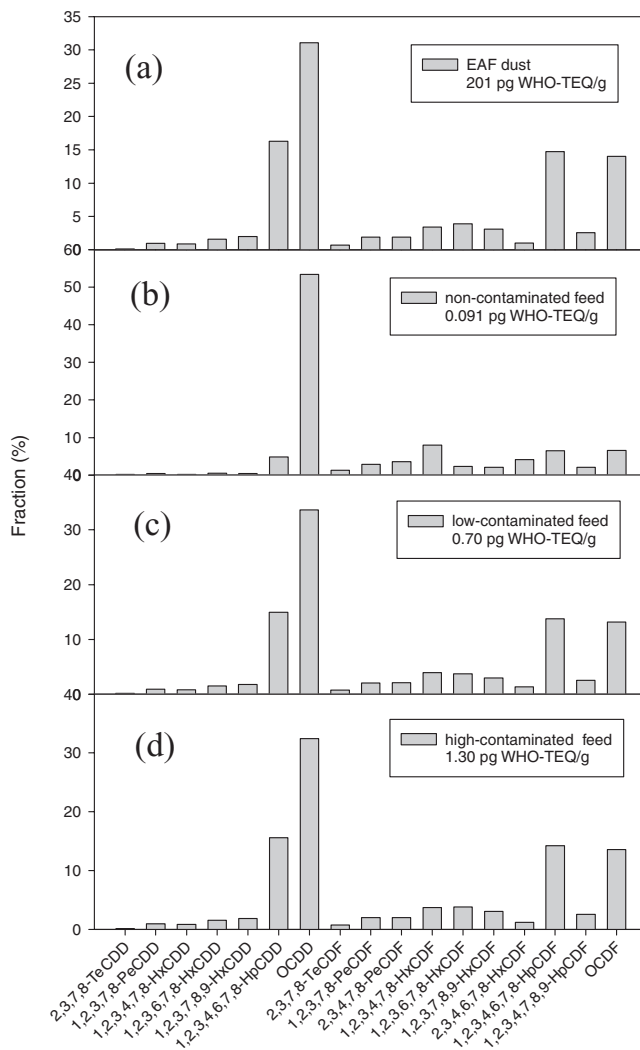 Fraction (%)
35
30
25
20
15
10
5
0
(a)
EAF dust
201 pg WHO-TEQ/g
60
50
40
30
20
10
0
(b)
non-contaminated feed
0.091 pg WHO-TEQ/g
40
30
20
10
0
(c)
low-contaminated feed
0.70 pg WHO-TEQ/g
40
30
20
10
0
(d)
high-contaminated feed
1.30 pg WHO-TEQ/g
2,3,7,8-TeCDD
1,2,3,7,8-PeCDD
1,2,3,4,7,8-HxCDD
1,2,3,6,7,8-HxCDD
1,2,3,7,8,9-HxCDD
1,2,3,4,6,7,8-HpCDD
OCDD
2,3,7,8-TeCDF
1,2,3,7,8-PeCDF
2,3,4,7,8-PeCDF
1,2,3,4,7,8-HxCDF
1,2,3,6,7,8-HxCDF
1,2,3,7,8,9-HxCDF
2,3,4,6,7,8-HxCDF
1,2,3,4,6,7,8-HpCDF
1,2,3,4,7,8,9-HpCDF
OCDF